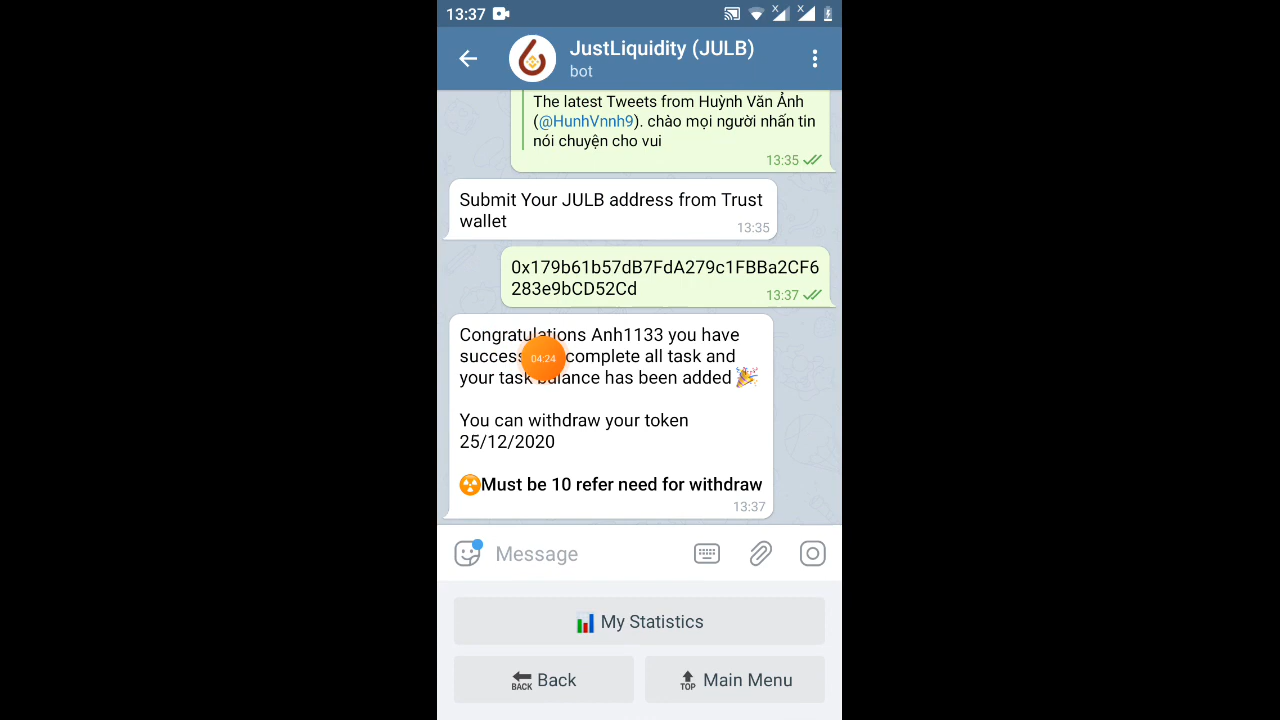 13:37
JustLiquidity (JULB)
bot
The latest Tweets from Huỳnh Văn Ảnh
(@HunhVnnh9). chào mọi người nhấn tin
nói chuyện cho vui
13:35
Submit Your JULB address from Trust
wallet
13:35
0x179b61b57dB7FdA279c1FBBa2CF6
283e9bCD52Cd
13:37
Congratulations Anh1133 you have
complete all task and
your task balance has been added
04:24
You can withdraw your token
25/12/2020
Must be 10 refer need for withdraw
13:37
Message
My Statistics
BACK Back
TOP Main Menu